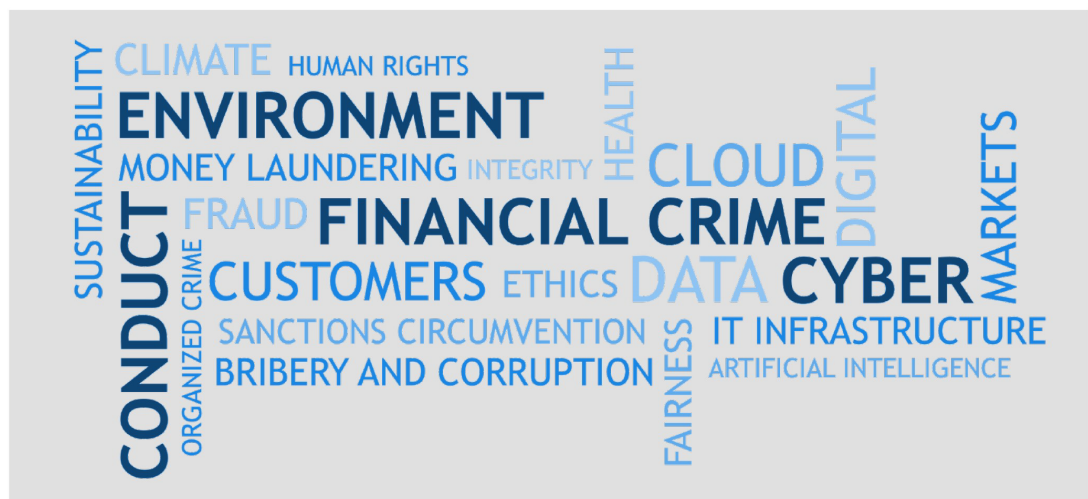 SUSTAINABILITY
CLIMATE
HUMAN RIGHTS
ENVIRONMENT
HEALTH
MONEY LAUNDERING
INTEGRITY
CLOUD
DIGITAL
MARKETS
CONDUCT
FRAUD
FINANCIAL CRIME
ORGANIZED CRIME
CUSTOMERS
ETHICS
DATA
CYBER
SANCTIONS CIRCUMVENTION
FAIRNESS
IT INFRASTRUCTURE
BRIBERY AND CORRUPTION
ARTIFICIAL INTELLIGENCE